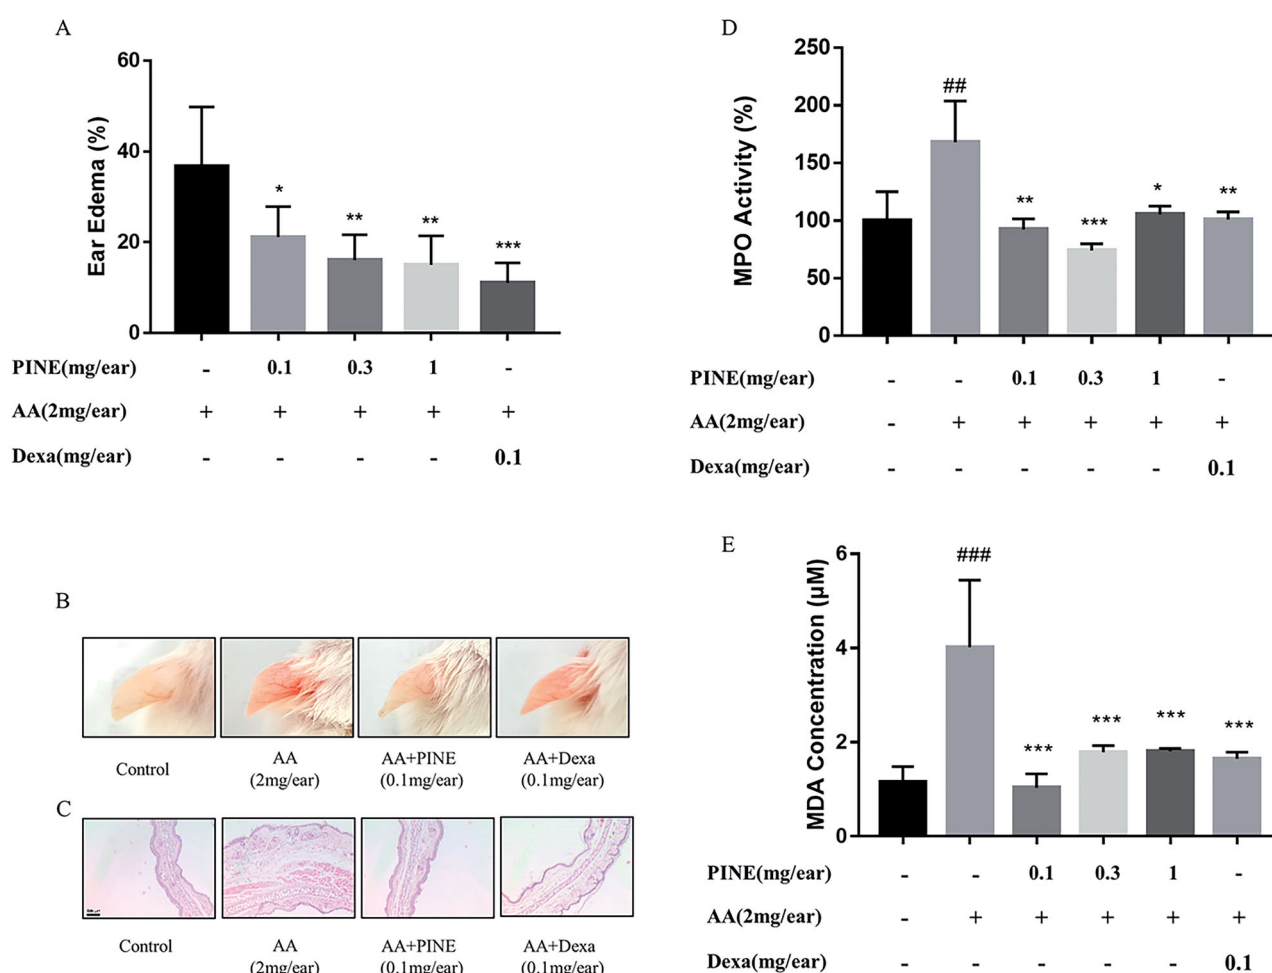 A
60
40
20
0
Ear Edema (%)
*
**
**
***
PINE(mg/ear) - 0.1 0.3 1 -
AA(2mg/ear) + + + + +
Dexa(mg/ear) - - - - 0.1
B
Control
AA
(2mg/ear)
AA+PINE
(0.1mg/ear)
AA+Dexa
(0.1mg/ear)
C
Control
AA
(2mg/ear)
AA+PINE
(0.1mg/ear)
AA+Dexa
(0.1mg/ear)
D
250
200
150
100
50
0
MPO Activity (%)
##
**
***
*
**
PINE(mg/ear) - - 0.1 0.3 1 -
AA(2mg/ear) - + + + + +
Dexa(mg/ear) - - - - - 0.1
E
6
4
2
0
MDA Concentration (μM)
###
***
***
***
***
PINE(mg/ear) - - 0.1 0.3 1 -
AA(2mg/ear) - + + + + +
Dexa(mg/ear) - - - - - 0.1